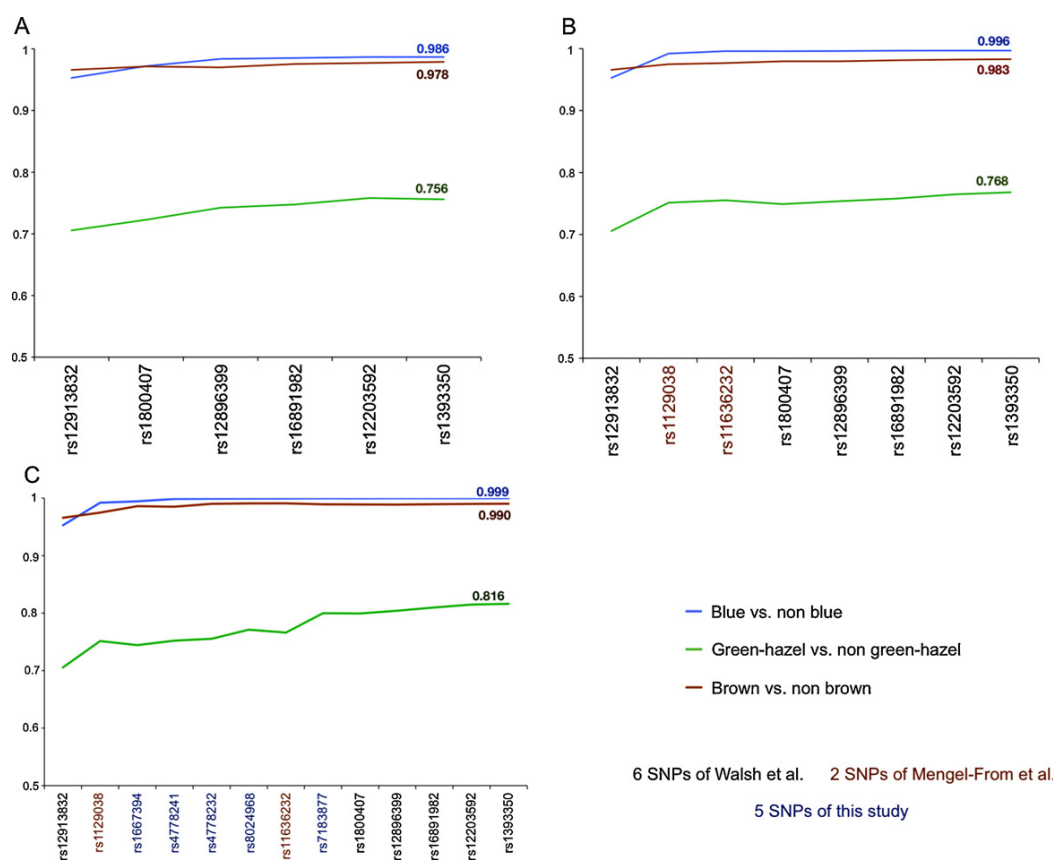 A
1
0.9
0.8
0.7
0.6
0.5
0.986
0.978
0.756
rs12913832
rs1800407
rs12896399
rs16891982
rs12203592
rs1393350
B
1
0.9
0.8
0.7
0.6
0.5
0.996
0.983
0.768
rs12913832
rs1129038
rs11636232
rs1800407
rs12896399
rs16891982
rs12203592
rs1393350
C
1
0.9
0.8
0.7
0.6
0.5
0.999
0.990
0.816
rs12913832
rs1129038
rs1667394
rs4778241
rs4778232
rs8024968
rs11636232
rs7183877
rs1800407
rs12896399
rs16891982
rs12203592
rs1393350
Blue vs. non blue
Green-hazel vs. non green-hazel
Brown vs. non brown
6 SNPs of Walsh et al. 2 SNPs of Mengel-From et al.
5 SNPs of this study